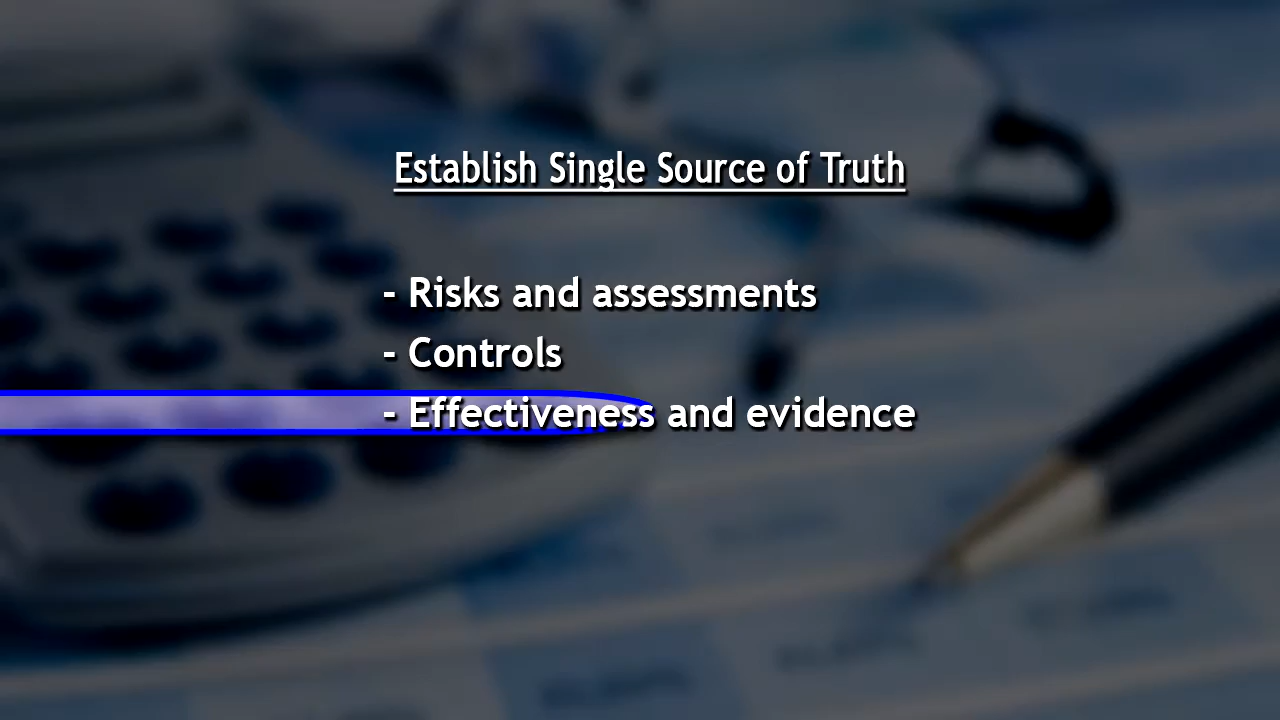 Establish Single Source of Truth
- Risks and assessments
- Controls
- Effectiveness and evidence